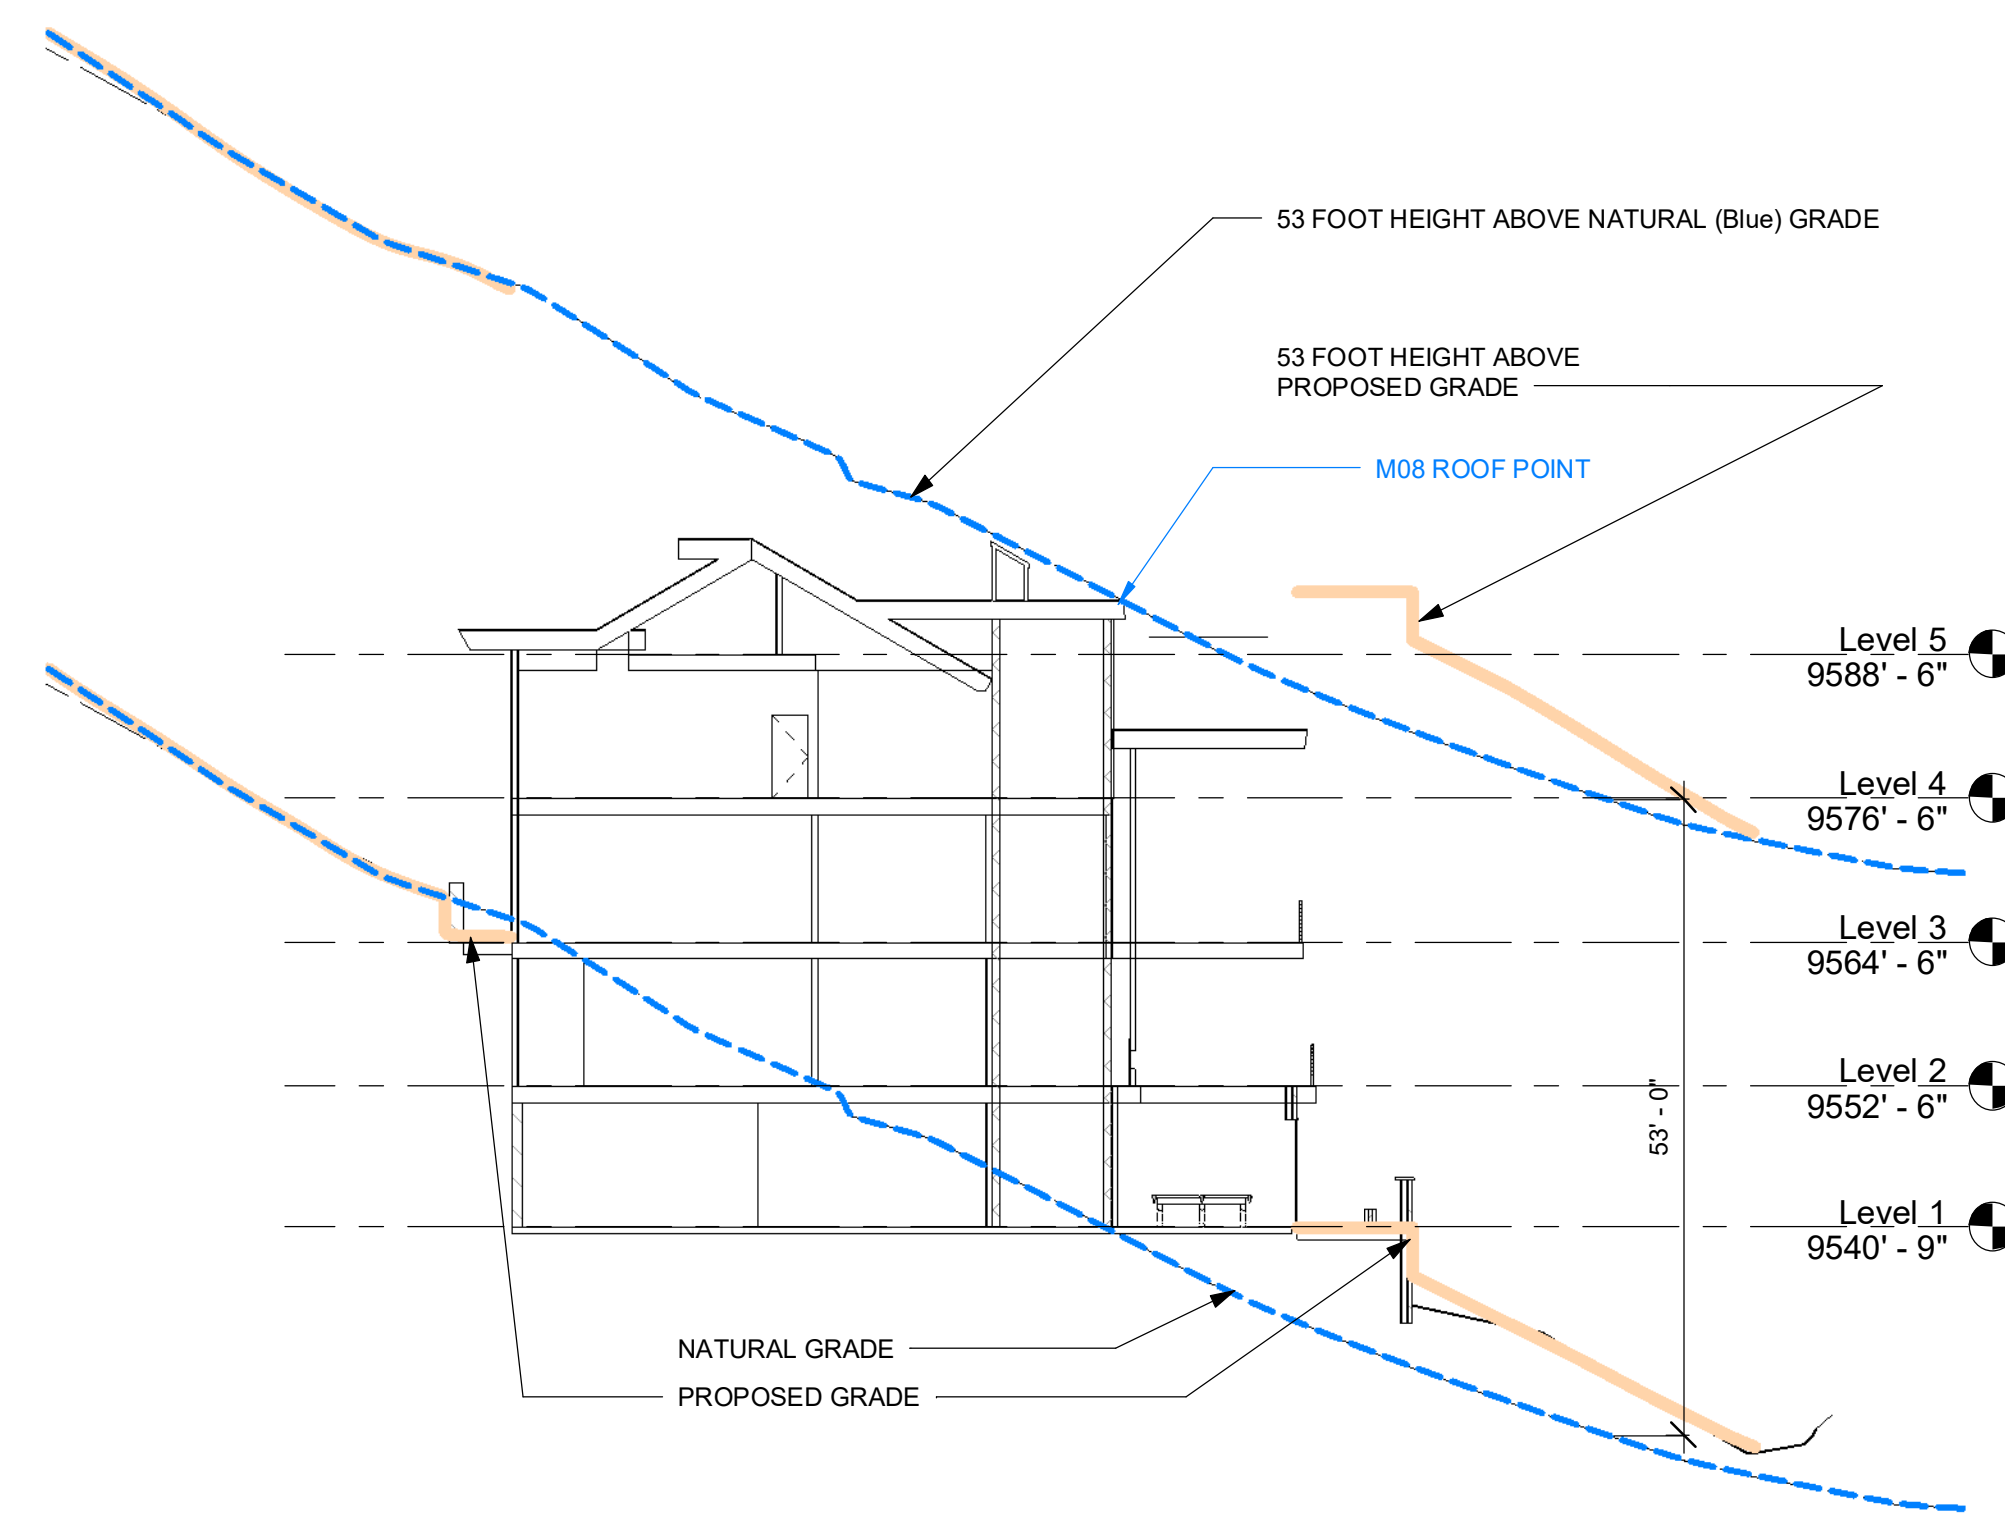 53 FOOT HEIGHT ABOVE NATURAL (Blue) GRADE
53 FOOT HEIGHT ABOVE
PROPOSED GRADE
M08 ROOF POINT
Level 5
9588' - 6"
Level 4
9576' - 6"
Level 3
9564' - 6"
Level 2
9552' - 6"
53' - 0"
Level 1
9540' - 9"
NATURAL GRADE
PROPOSED GRADE